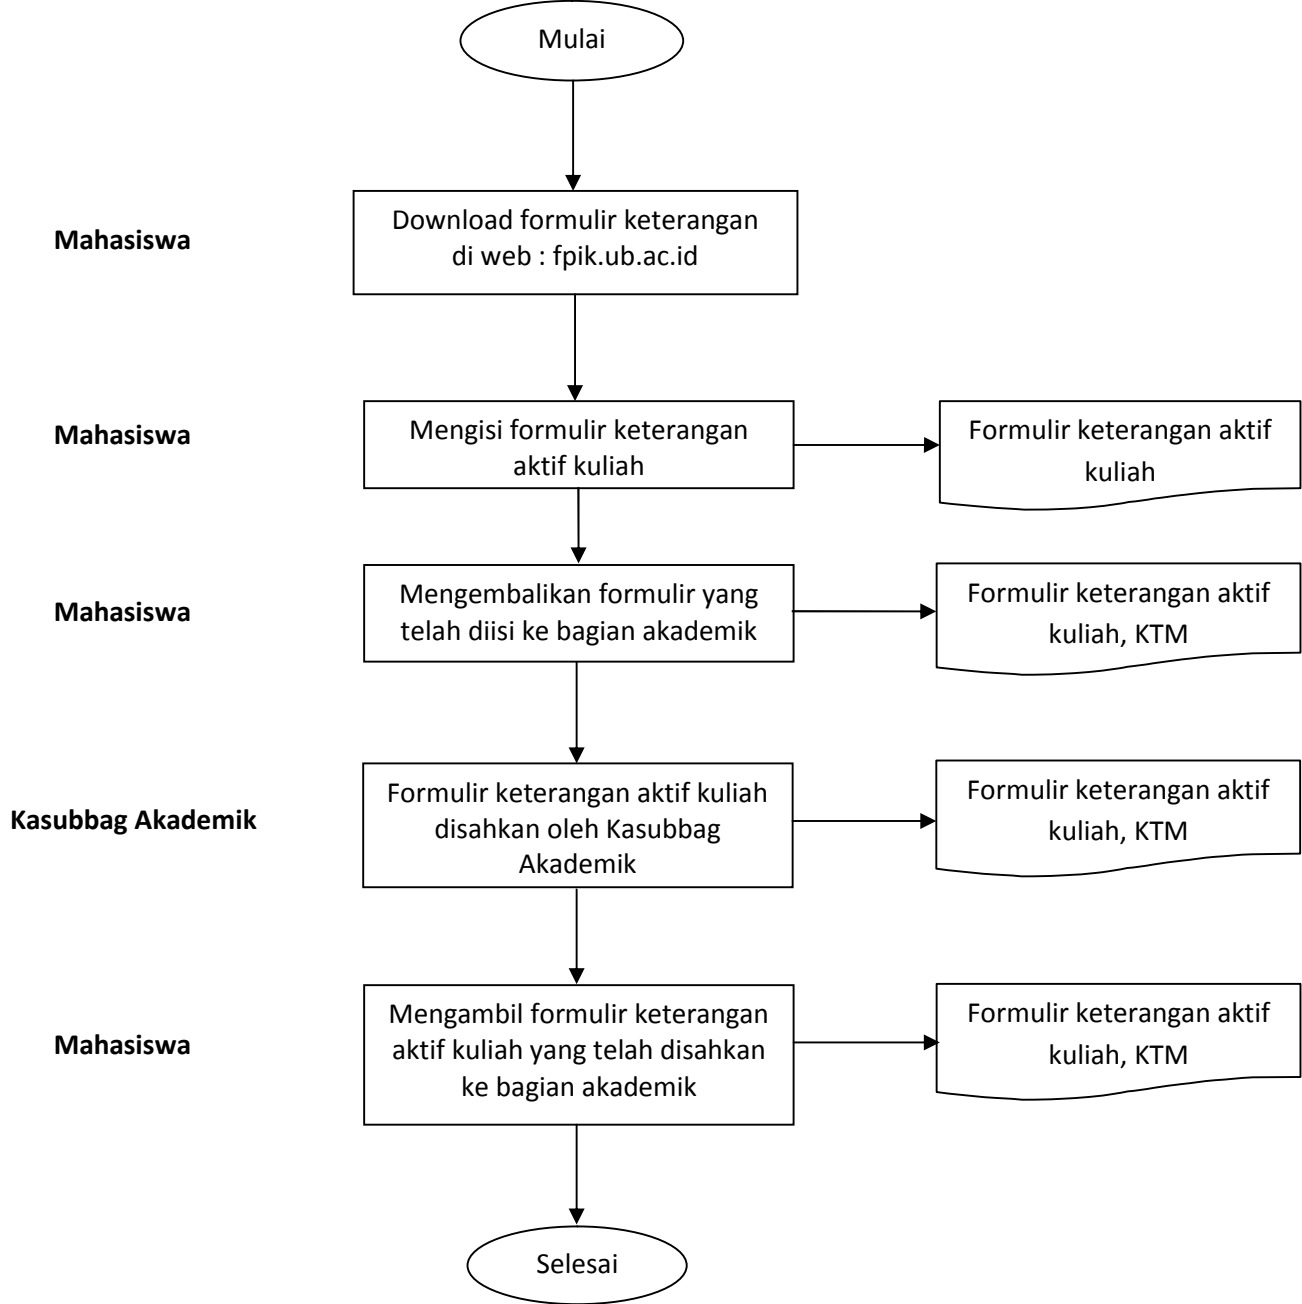 Mulai
Mahasiswa
Download formulir keterangan
di web : fpik.ub.ac.id
Mahasiswa
Mengisi formulir keterangan
aktif kuliah
Formulir keterangan aktif
kuliah
Mahasiswa
Mengembalikan formulir yang
telah diisi ke bagian akademik
Formulir keterangan aktif
kuliah, KTM
Kasubbag Akademik
Formulir keterangan aktif kuliah
disahkan oleh Kasubbag
Akademik
Formulir keterangan aktif
kuliah, KTM
Mahasiswa
Mengambil formulir keterangan
aktif kuliah yang telah disahkan
ke bagian akademik
Formulir keterangan aktif
kuliah, KTM
Selesai